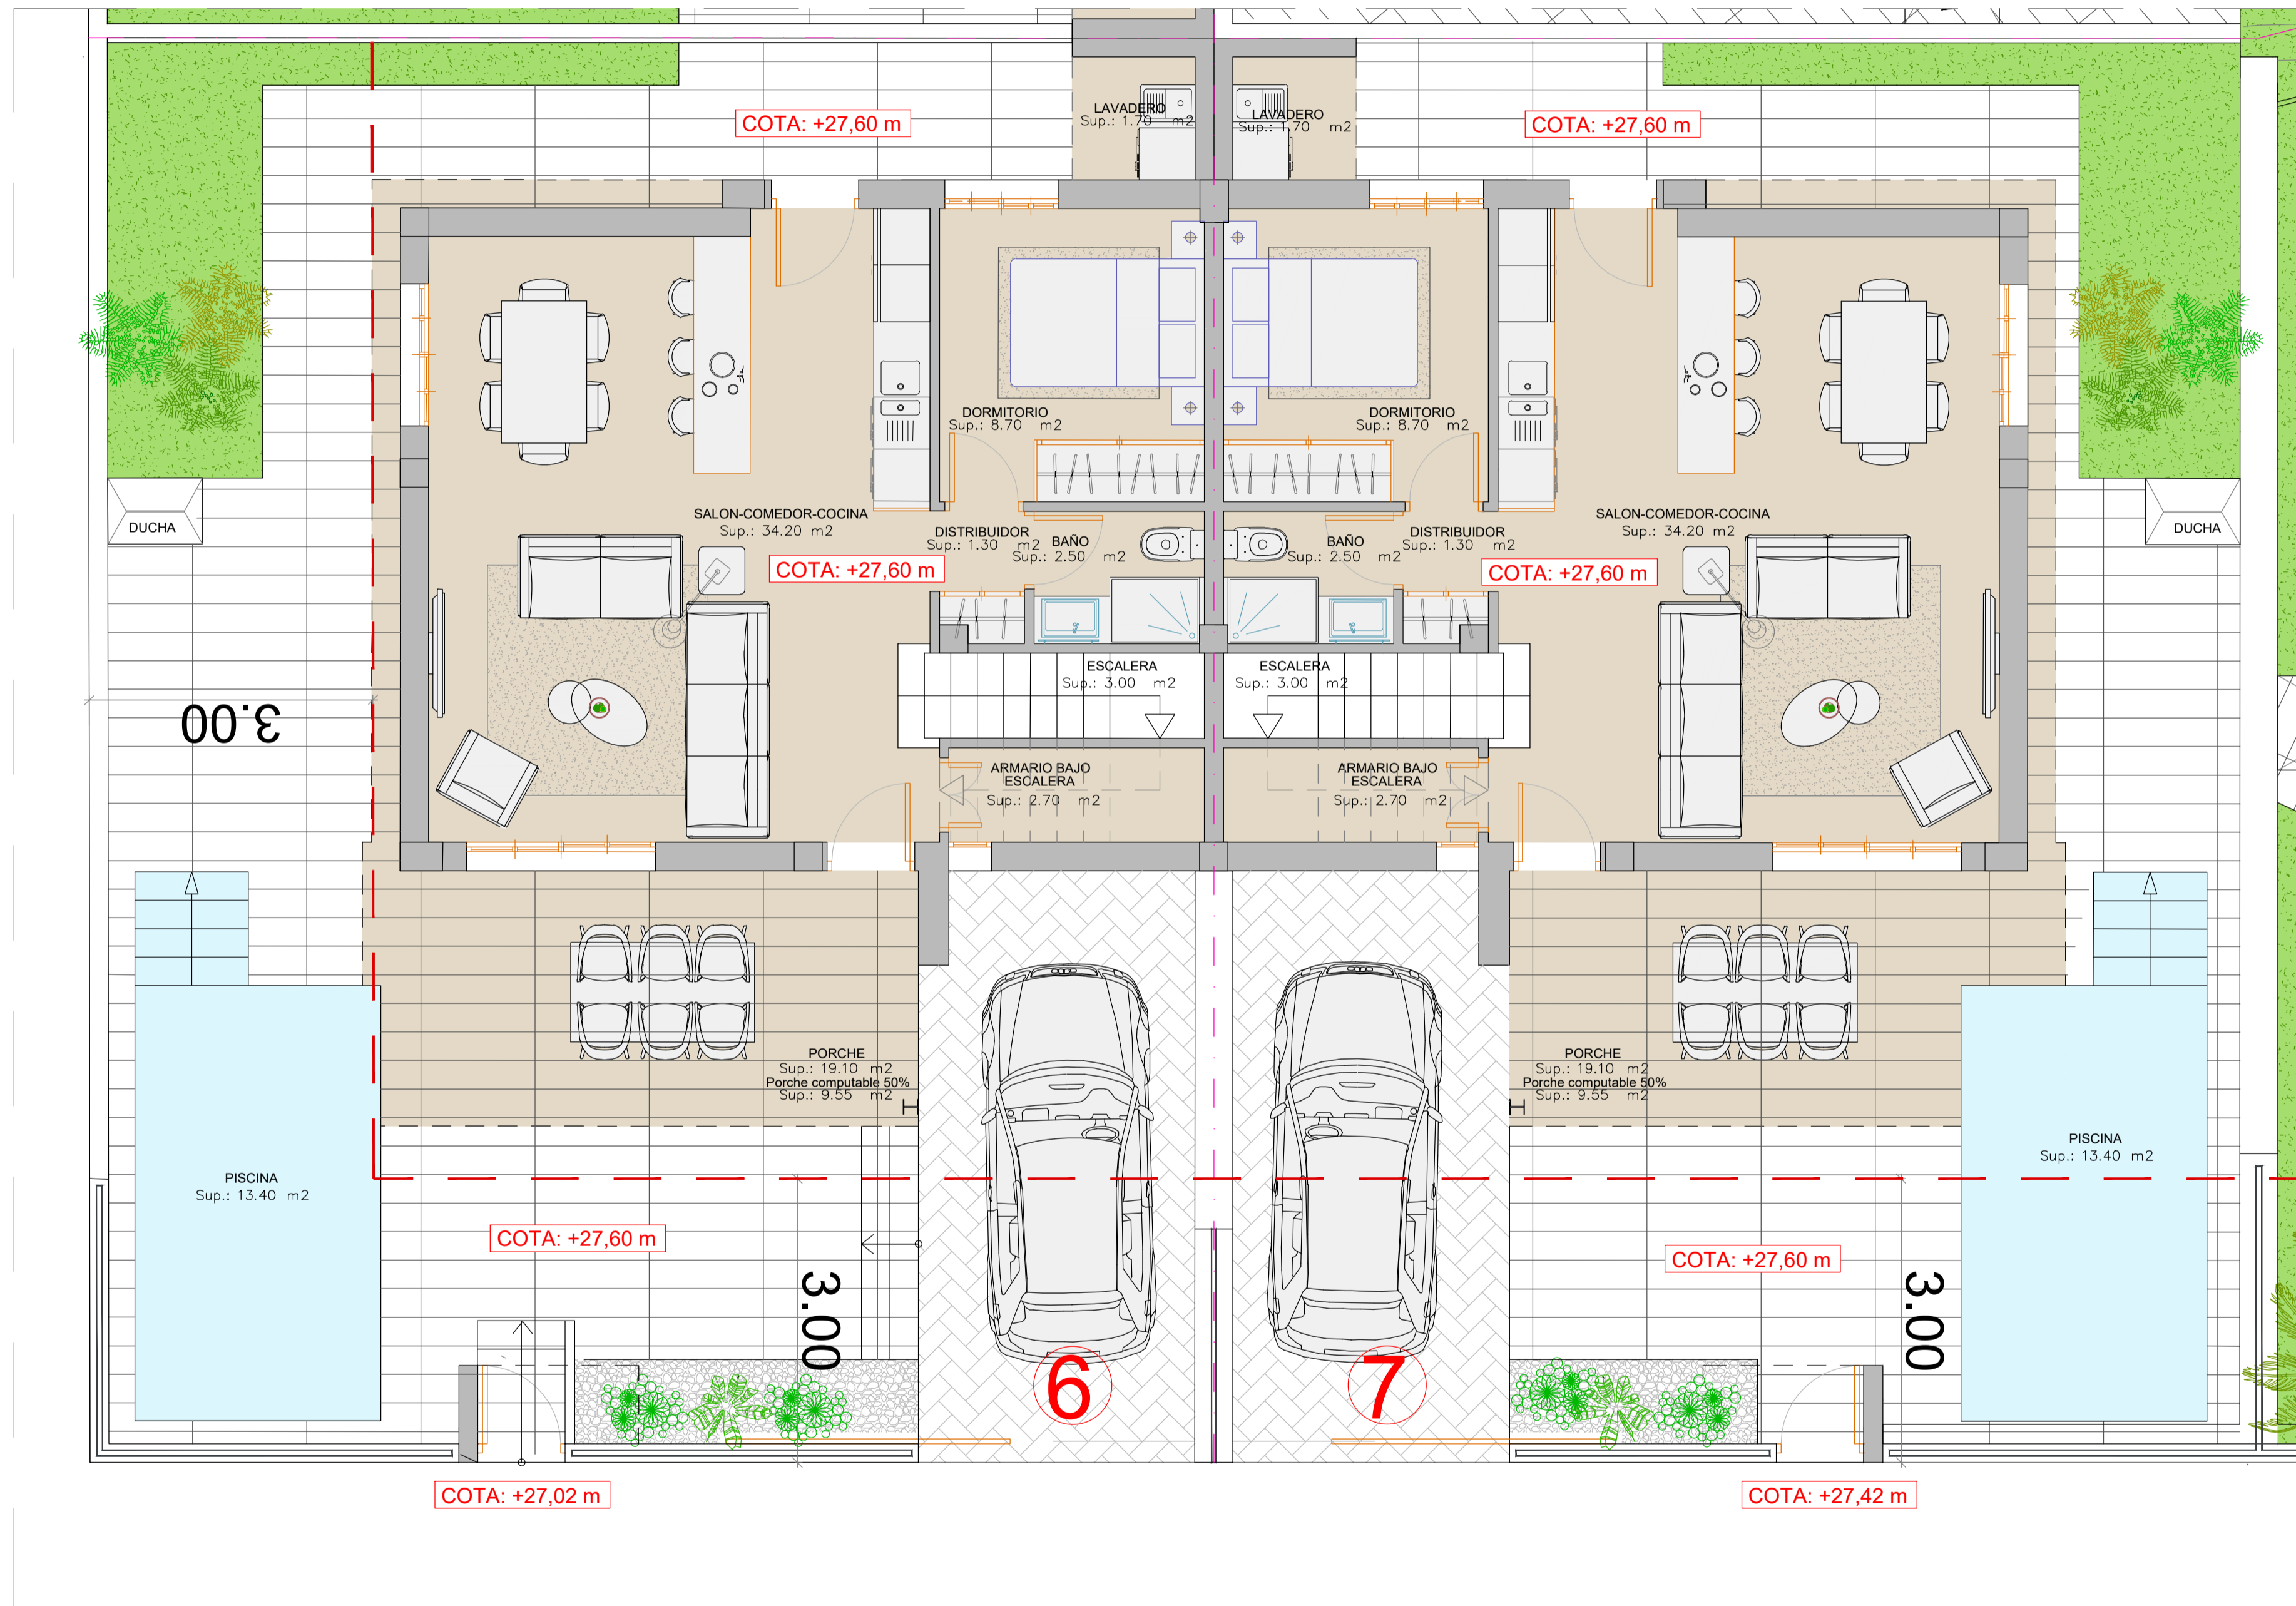 LAVADERO
Sup.: 1.70 m2
LAVADERO
Sup.: 1.70 m2
COTA: +27,60 m
COTA: +27,60 m
DORMITORIO
Sup.: 8.70 m2
DORMITORIO
Sup.: 8.70 m2
SALON-COMEDOR-COCINA
Sup.: 34.20 m2
SALON-COMEDOR-COCINA
Sup.: 34.20 m2
DUCHA
DUCHA
DISTRIBUIDOR
Sup.: 1.30 m2
BAÑO
Sup.: 2.50 m2
BAÑO
Sup.: 2.50 m2
DISTRIBUIDOR
Sup.: 1.30 m2
COTA: +27,60 m
COTA: +27,60 m
ESCALERA
Sup.: 3.00 m2
ESCALERA
Sup.: 3.00 m2
3.00
ARMARIO BAJO
ESCALERA
Sup.: 2.70 m2
ARMARIO BAJO
ESCALERA
Sup.: 2.70 m2
PORCHE
Sup.: 19.10 m2
Porche computable 50%
Sup.: 9.55 m2
PORCHE
Sup.: 19.10 m2
Porche computable 50%
Sup.: 9.55 m2
PISCINA
Sup.: 13.40 m2
PISCINA
Sup.: 13.40 m2
COTA: +27,60 m
COTA: +27,60 m
3.00
3.00
6
7
COTA: +27,02 m
COTA: +27,42 m